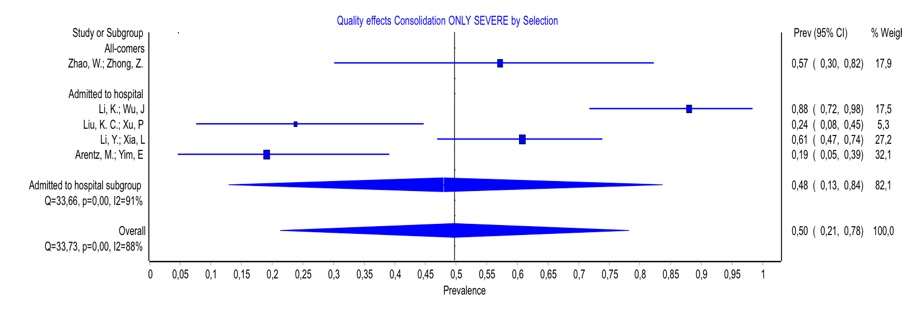 Quality effects Consolidation ONLY SEVERE by Selection
Study or Subgroup Prev (95% CI) % Weigh
All-comers
Zhao, W.; Zhong, Z. 0,57 ( 0,30, 0,82) 17,9
Admitted to hospital
Li, K.; Wu, J 0,88 ( 0,72, 0,98) 17,5
Liu, K. C.; Xu, P 0,24 ( 0,08, 0,45) 5,3
Li, Y.; Xia, L 0,61 ( 0,47, 0,74) 27,2
Arentz, M.; Yim, E 0,19 ( 0,05, 0,39) 32,1
Admitted to hospital subgroup 0,48 ( 0,13, 0,84) 82,1
Q=33,66, p=0,00, I2=91%
Overall 0,50 ( 0,21, 0,78) 100,0
Q=33,73, p=0,00, I2=88%
0 0,05 0,1 0,15 0,2 0,25 0,3 0,35 0,4 0,45 0,5 0,55 0,6 0,65 0,7 0,75 0,8 0,85 0,9 0,95 1
Prevalence